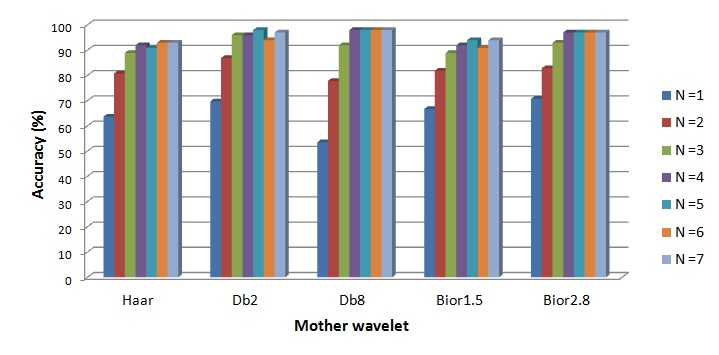 Accuracy (%)
100
90
80
70
60
50
40
30
20
10
0
Haar Db2 Db8 Bior1.5 Bior2.8
Mother wavelet
N =1
N =2
N =3
N =4
N =5
N =6
N =7